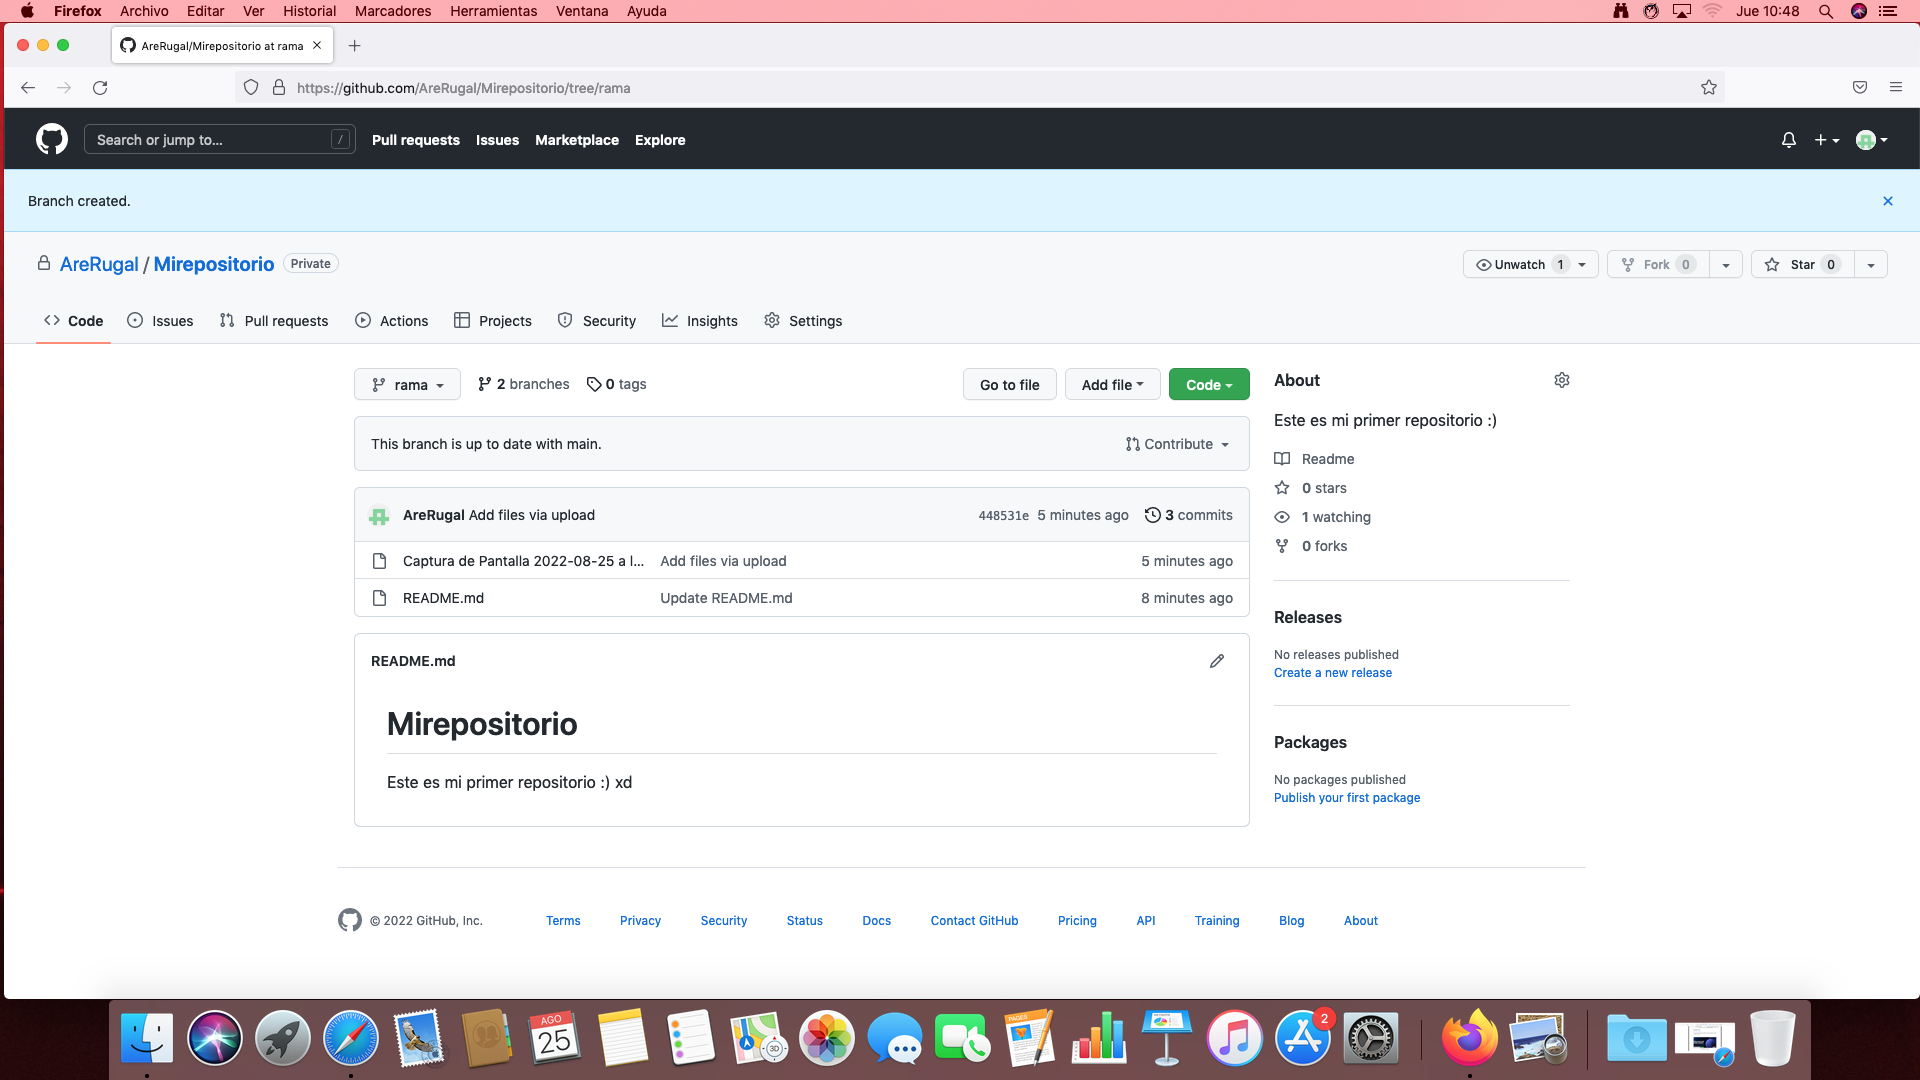 Firefox Archivo Editar Ver Historial Marcadores Herramientas Ventana Ayuda Jue 10:48
AreRugal/Mirepositorio at rama
https://github.com/AreRugal/Mirepositorio/tree/rama
Search or jump to... / Pull requests Issues Marketplace Explore
Branch created.
AreRugal / Mirepositorio Private Unwatch 1 Fork 0 Star 0
Code Issues Pull requests Actions Projects Security Insights Settings
rama 2 branches 0 tags Go to file Add file Code
This branch is up to date with main. Contribute
AreRugal Add files via upload 448531e 5 minutes ago 3 commits
Captura de Pantalla 2022-08-25 a l... Add files via upload 5 minutes ago
README.md Update README.md 8 minutes ago
README.md
Mirepositorio
Este es mi primer repositorio :) xd
About
Este es mi primer repositorio :)
Readme
0 stars
1 watching
0 forks
Releases
No releases published
Create a new release
Packages
No packages published
Publish your first package
© 2022 GitHub, Inc. Terms Privacy Security Status Docs Contact GitHub Pricing API Training Blog About
AGO
25
3D
PAGES
2